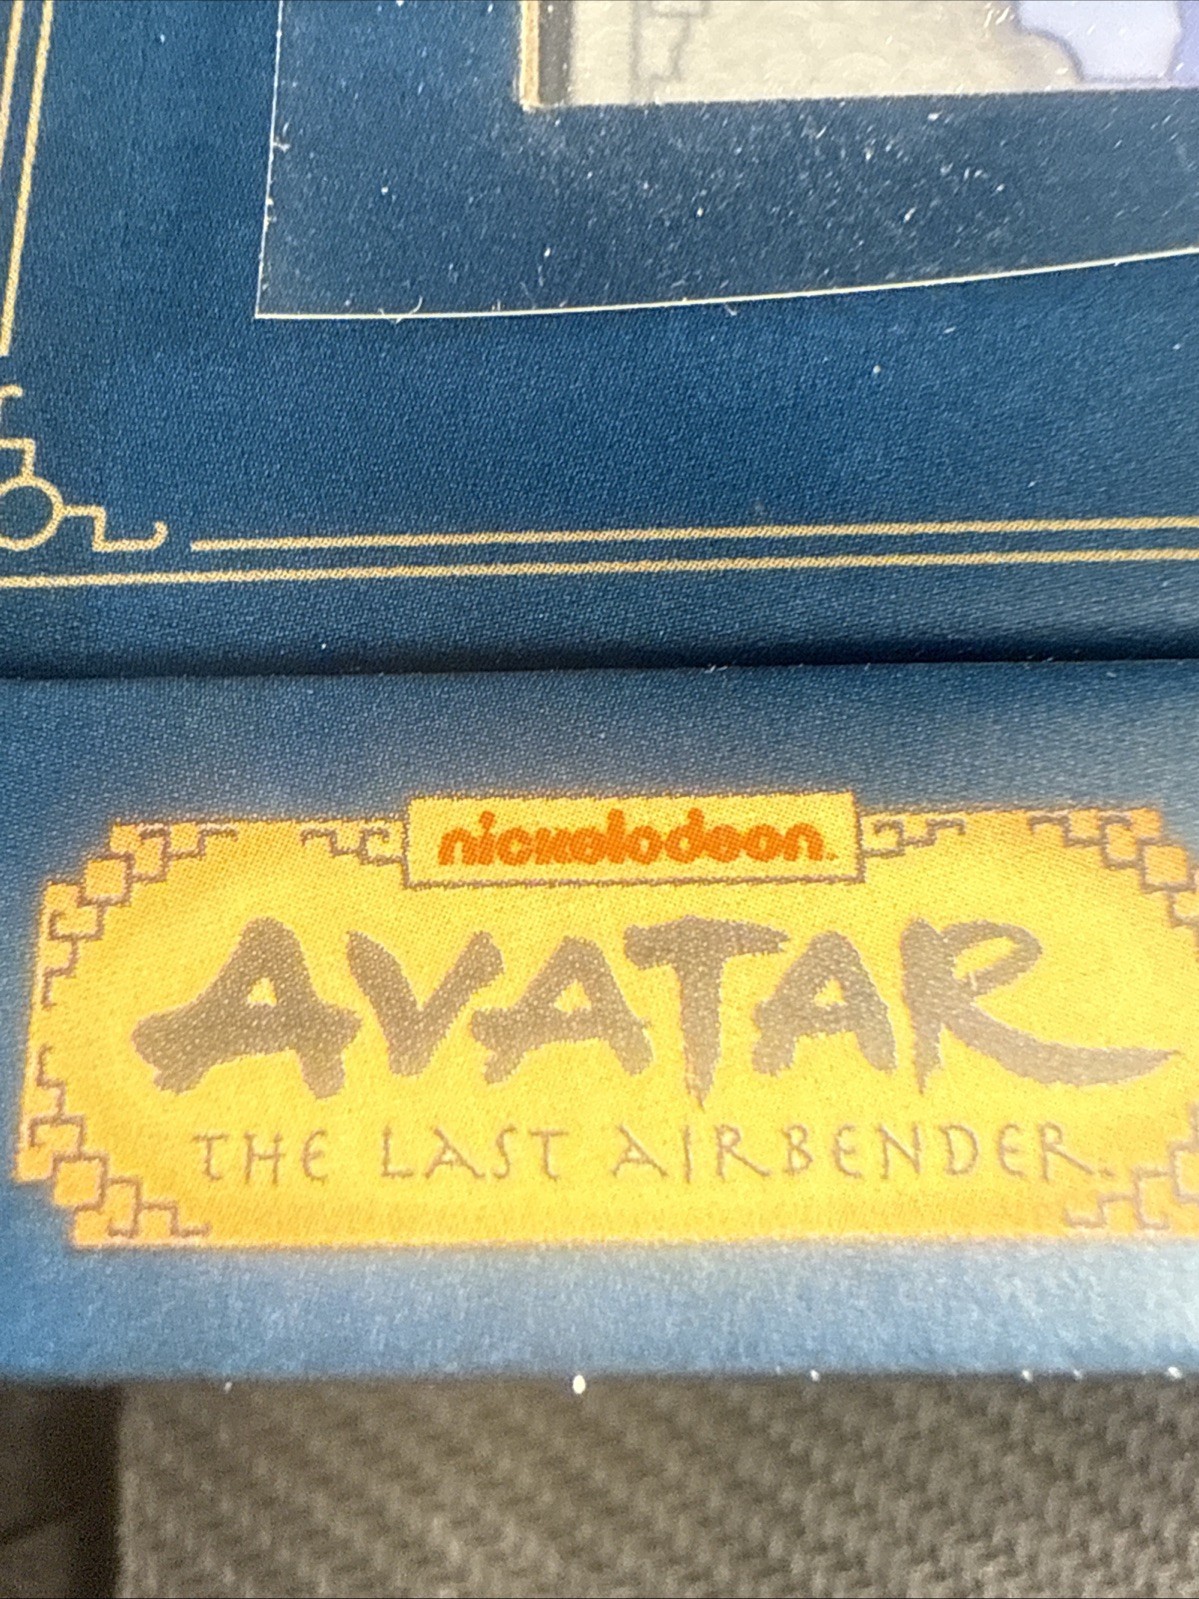 nickelodeon.
AVATAR
THE LAST AIRBENDER